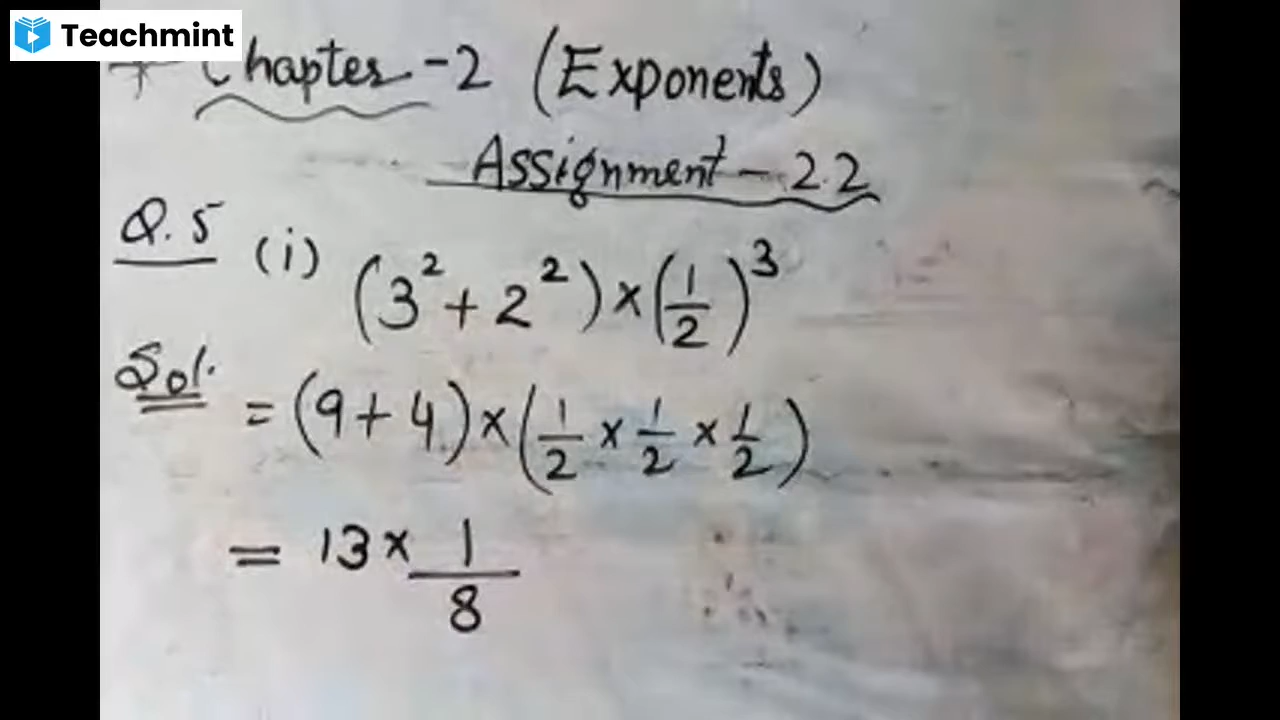 Teachmint
Chapter-2 (Exponents)
Assignment-2.2
Q.5 (i) (3² + 2²) × (1/2)³
Sol.
= (9 + 4) × (1/2 × 1/2 × 1/2)
= 13 × 1/8